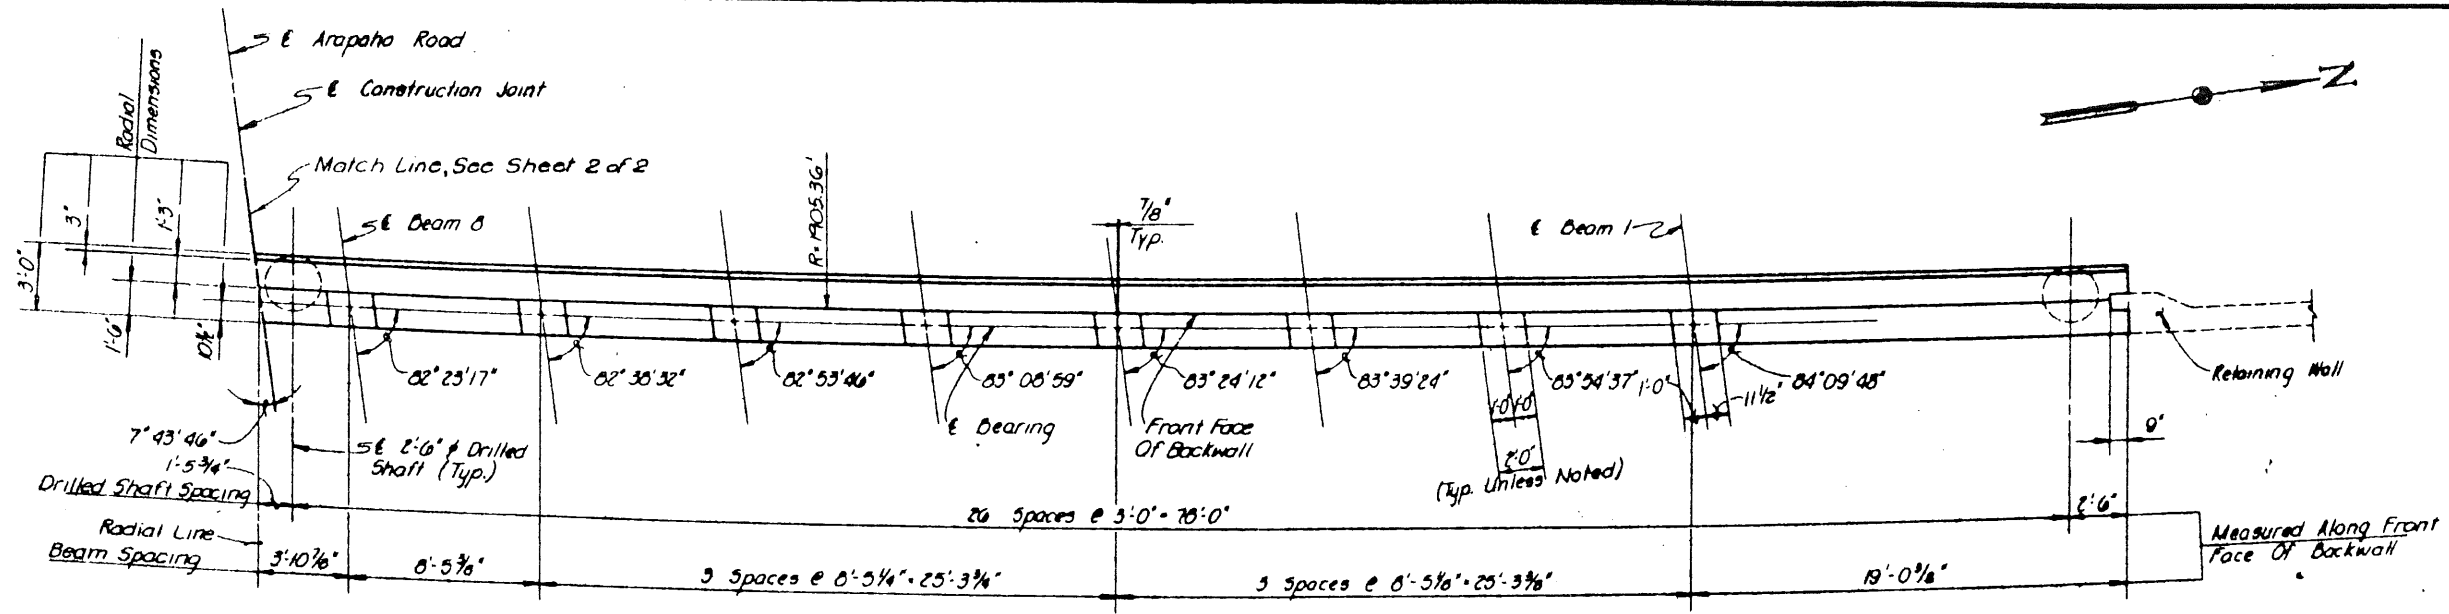 ℄ Arapaho Road
℄ Construction Joint
Match Line, See Sheet 2 of 2
Radial
Dimensions
℄ Beam 8
R=1905.36'
7/8"
Typ.
℄ Beam 1
N
3"
1'-3"
3'-0"
1'-6"
10½"
82°23'17"
82°38'32"
82°53'46"
83°08'59"
83°24'12"
83°39'24"
83°54'37"
84°09'48"
1'-0"
11½"
1'-0"
1'-0"
2'-0"
(Typ. Unless Noted)
Retaining Wall
9"
℄ Bearing
Front Face
Of Backwall
7°43'46"
1'-5¾"
℄ 2'-6" ϕ Drilled
Shaft (Typ.)
Drilled Shaft Spacing
26 Spaces @ 3'-0" = 78'-0"
2'-6"
Radial Line
Beam Spacing
3'-10⅞"
8'-5⅜"
3 Spaces @ 8'-5¼" = 25'-3¾"
3 Spaces @ 8'-5⅛" = 25'-3⅜"
19'-0⅜"
Measured Along Front
Face Of Backwall